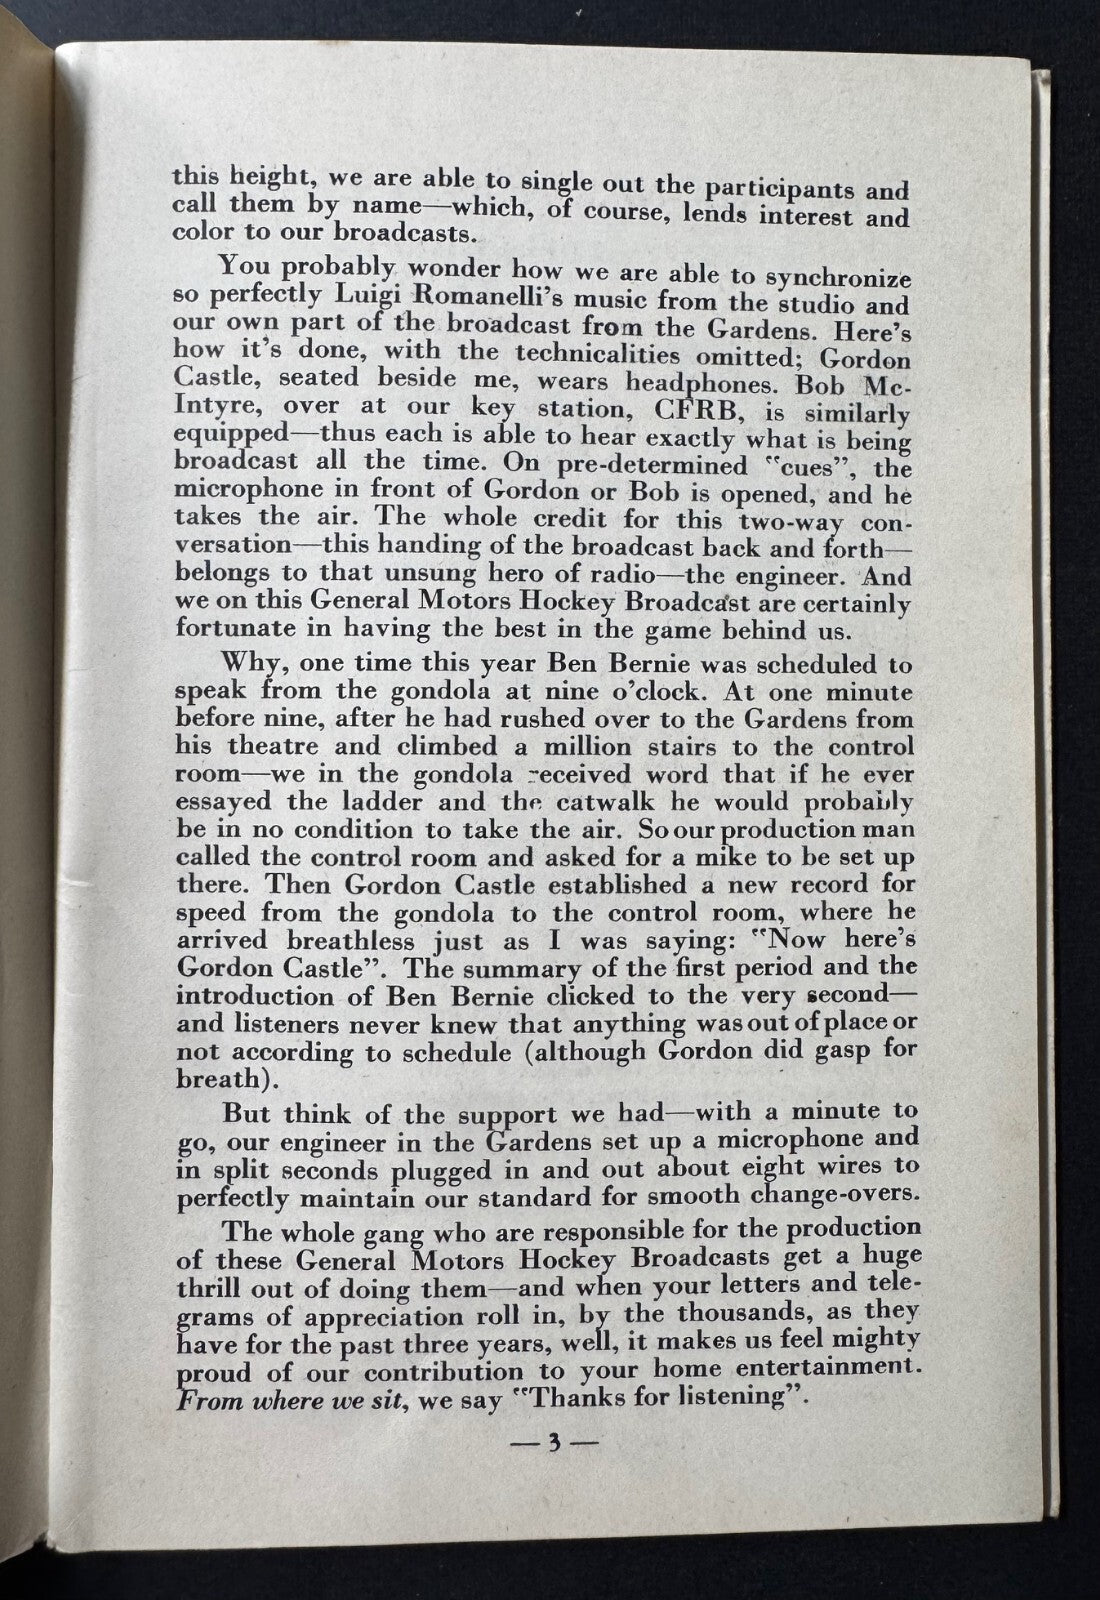 this height, we are able to single out the participants and
call them by name—which, of course, lends interest and
color to our broadcasts.
You probably wonder how we are able to synchronize
so perfectly Luigi Romanelli's music from the studio and
our own part of the broadcast from the Gardens. Here's
how it's done, with the technicalities omitted; Gordon
Castle, seated beside me, wears headphones. Bob Mc-
Intyre, over at our key station, CFRB, is similarly
equipped—thus each is able to hear exactly what is being
broadcast all the time. On pre-determined "cues", the
microphone in front of Gordon or Bob is opened, and he
takes the air. The whole credit for this two-way con-
versation—this handing of the broadcast back and forth—
belongs to that unsung hero of radio—the engineer. And
we on this General Motors Hockey Broadcast are certainly
fortunate in having the best in the game behind us.
Why, one time this year Ben Bernie was scheduled to
speak from the gondola at nine o'clock. At one minute
before nine, after he had rushed over to the Gardens from
his theatre and climbed a million stairs to the control
room—we in the gondola received word that if he ever
essayed the ladder and the catwalk he would probably
be in no condition to take the air. So our production man
called the control room and asked for a mike to be set up
there. Then Gordon Castle established a new record for
speed from the gondola to the control room, where he
arrived breathless just as I was saying: "Now here's
Gordon Castle". The summary of the first period and the
introduction of Ben Bernie clicked to the very second—
and listeners never knew that anything was out of place or
not according to schedule (although Gordon did gasp for
breath).
But think of the support we had—with a minute to
go, our engineer in the Gardens set up a microphone and
in split seconds plugged in and out about eight wires to
perfectly maintain our standard for smooth change-overs.
The whole gang who are responsible for the production
of these General Motors Hockey Broadcasts get a huge
thrill out of doing them—and when your letters and tele-
grams of appreciation roll in, by the thousands, as they
have for the past three years, well, it makes us feel mighty
proud of our contribution to your home entertainment.
From where we sit, we say "Thanks for listening".
— 3 —